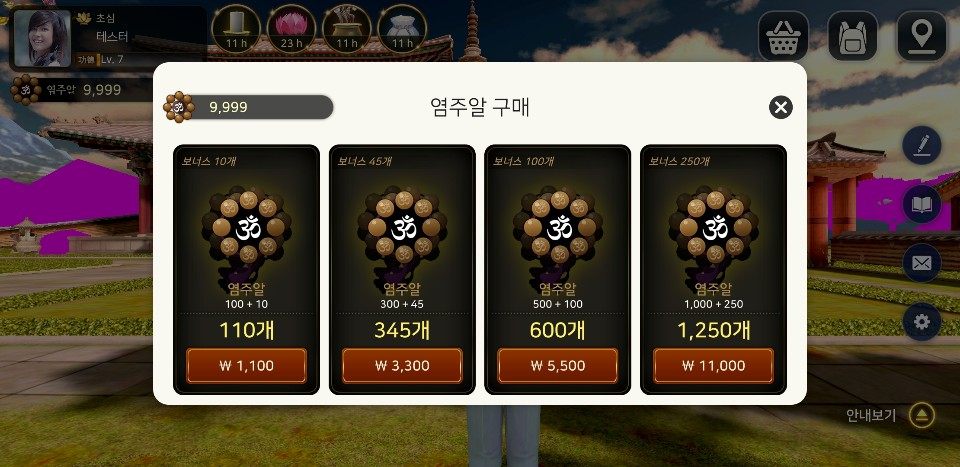 초심
테스터
功德 Lv. 7
11 h
23 h
11 h
11 h
염주알 9,999
9,999
염주알 구매
보너스 10개
염주알
100 + 10
110개
₩ 1,100
보너스 45개
염주알
300 + 45
345개
₩ 3,300
보너스 100개
염주알
500 + 100
600개
₩ 5,500
보너스 250개
염주알
1,000 + 250
1,250개
₩ 11,000
안내보기